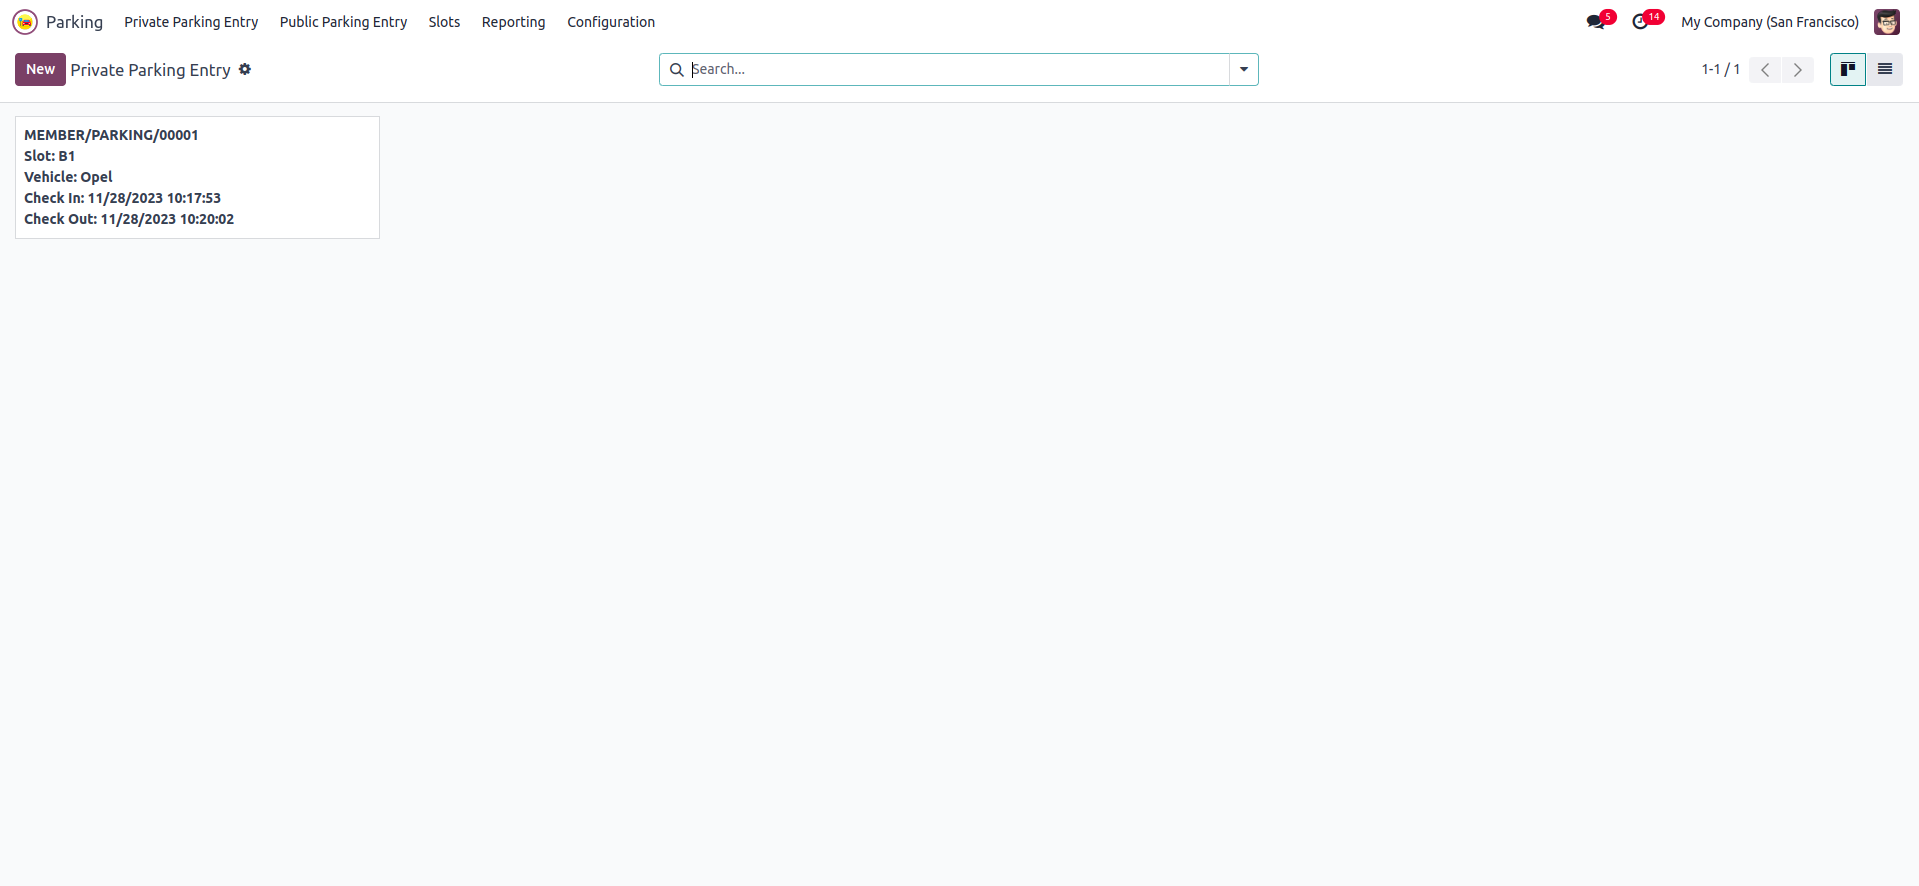 Parking Private Parking Entry Public Parking Entry Slots Reporting Configuration 5 14 My Company (San Francisco)
New Private Parking Entry Search... 1-1 / 1
MEMBER/PARKING/00001
Slot: B1
Vehicle: Opel
Check In: 11/28/2023 10:17:53
Check Out: 11/28/2023 10:20:02